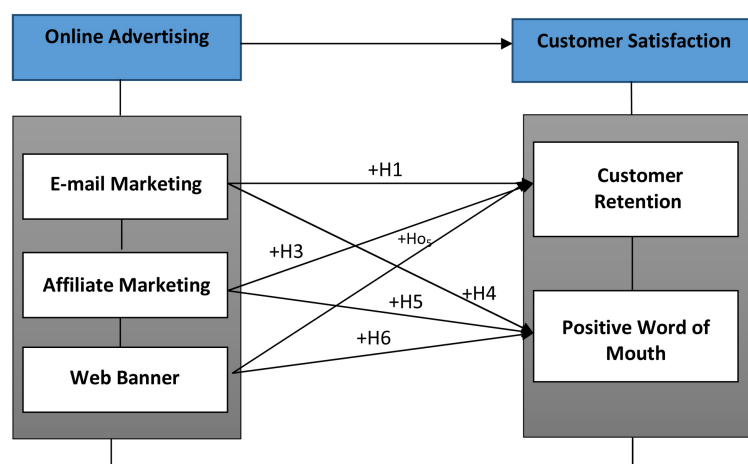 Online Advertising
Customer Satisfaction
E-mail Marketing
Affiliate Marketing
Web Banner
+H1
+H3
+Ho5
+H4
+H5
+H6
Customer
Retention
Positive Word of
Mouth